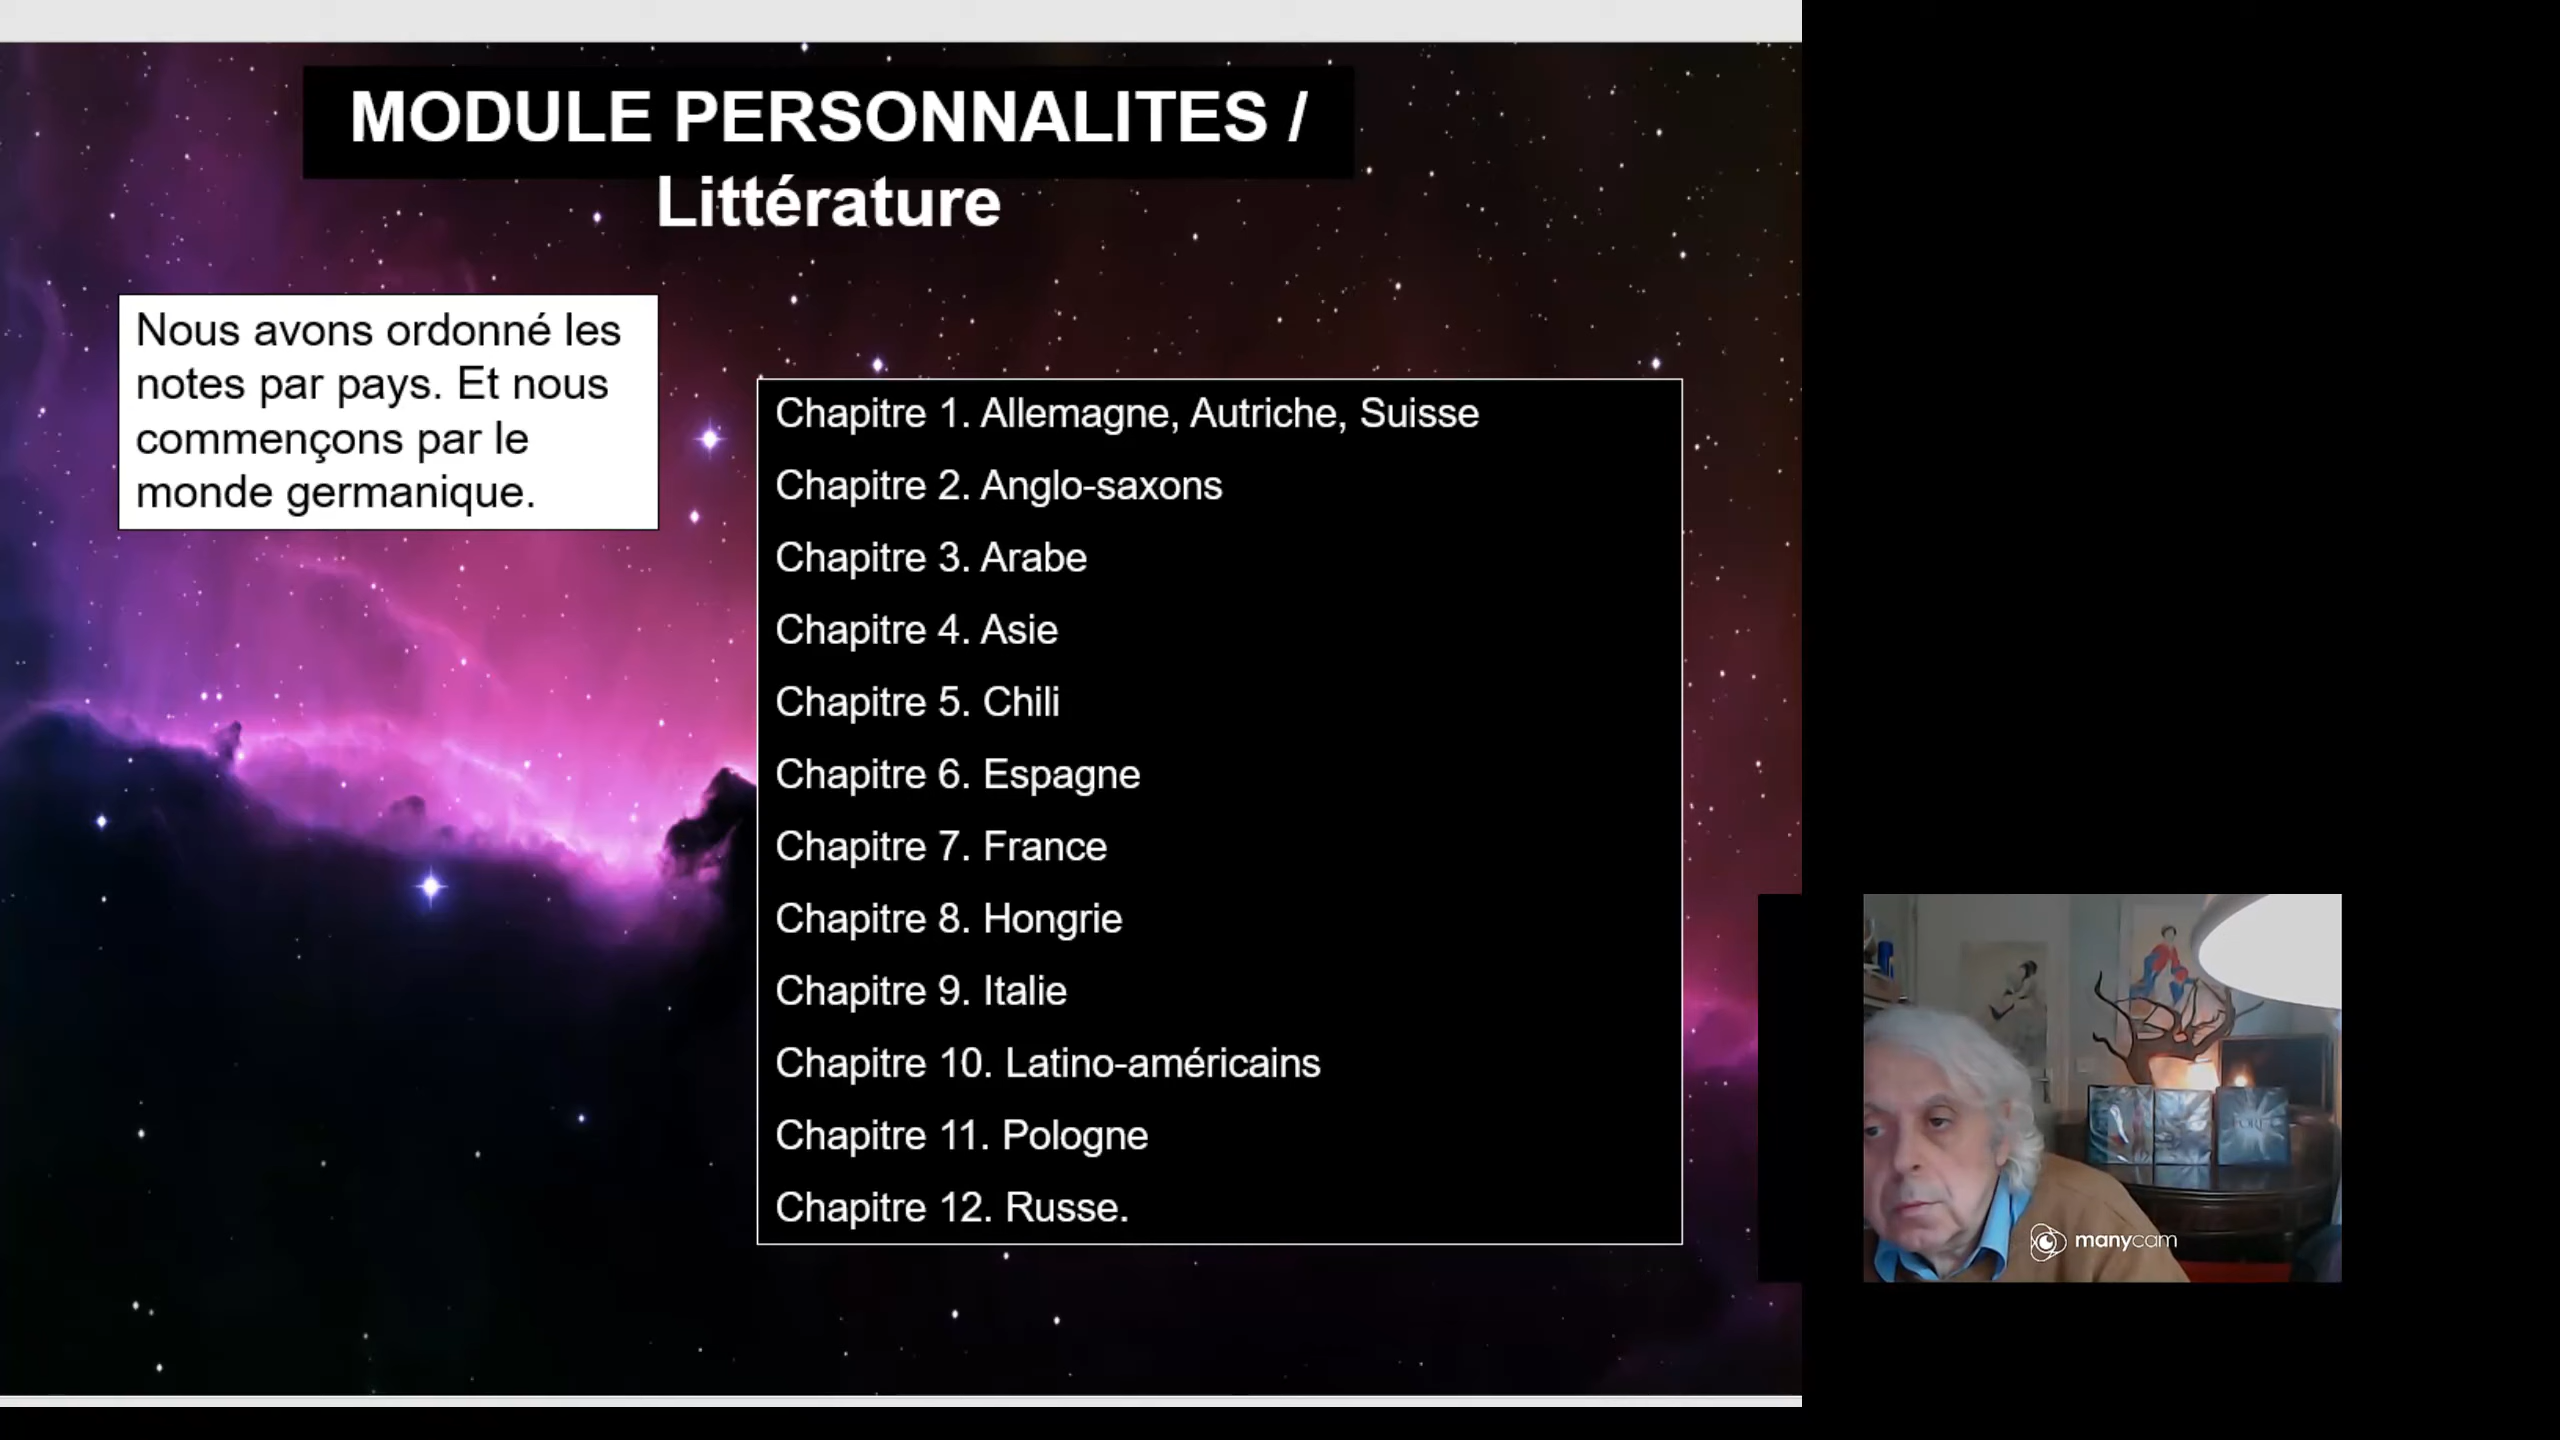 MODULE PERSONNALITES /
Littérature
Nous avons ordonné les
notes par pays. Et nous
commençons par le
monde germanique.
Chapitre 1. Allemagne, Autriche, Suisse
Chapitre 2. Anglo-saxons
Chapitre 3. Arabe
Chapitre 4. Asie
Chapitre 5. Chili
Chapitre 6. Espagne
Chapitre 7. France
Chapitre 8. Hongrie
Chapitre 9. Italie
Chapitre 10. Latino-américains
Chapitre 11. Pologne
Chapitre 12. Russe.
manycam